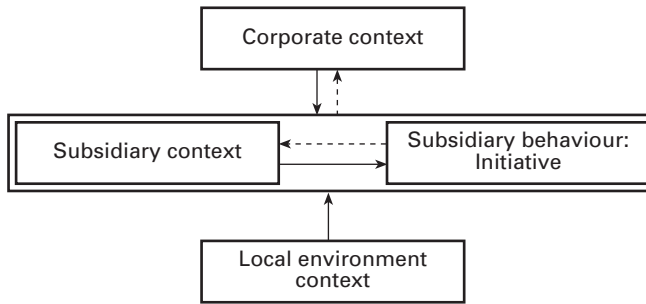 Corporate context
Subsidiary context
Subsidiary behaviour:
Initiative
Local environment
context